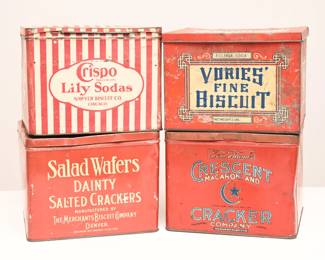 Crispo
Lily Sodas
SAWYER BISCUIT CO.
CHICAGO
VORIES'
FINE
BISCUIT
Salad Wafers
DAINTY
SALTED CRACKERS
MANUFACTURED BY
THE MERCHANTS BISCUIT COMPANY
DENVER.
CRESCENT
MACARONI AND
CRACKER
COMPANY